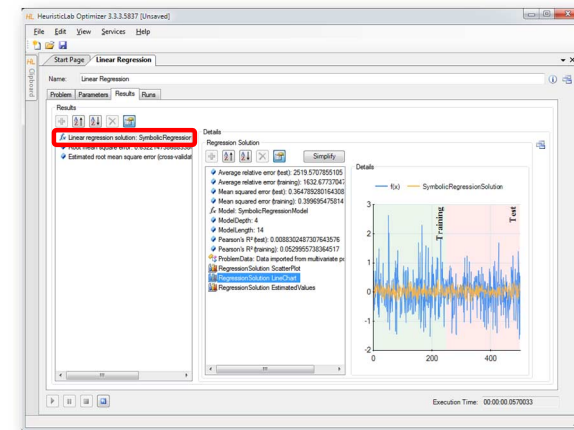 HL HeuristicLab Optimizer 3.3.3.5837 [Unsaved]
File Edit View Services Help
Start Page Linear Regression
HL Clipboard
Name: Linear Regression
Problem Parameters Results Runs
Results
Linear regression solution: SymbolicRegression
Estimated root mean square error (cross-validat
Details
Regression Solution
Simplify
Average relative error (test): 2519.5707855105
Average relative error (training): 1632.67737047
Mean squared error (test): 0.364789280164308
Mean squared error (training): 0.399695475814
Model: SymbolicRegressionModel
ModelDepth: 4
ModelLength: 14
Pearson's R² (test): 0.0088302487307643576
Pearson's R² (training): 0.0529955738364517
ProblemData: Data imported from multivariate pr
RegressionSolution ScatterPlot
RegressionSolution LineChart
RegressionSolution EstimatedValues
Details
f(x) SymbolicRegressionSolution
Training
Test
3
2
1
0
-1
-2
0 200 400
Execution Time: 00:00:00.0570033